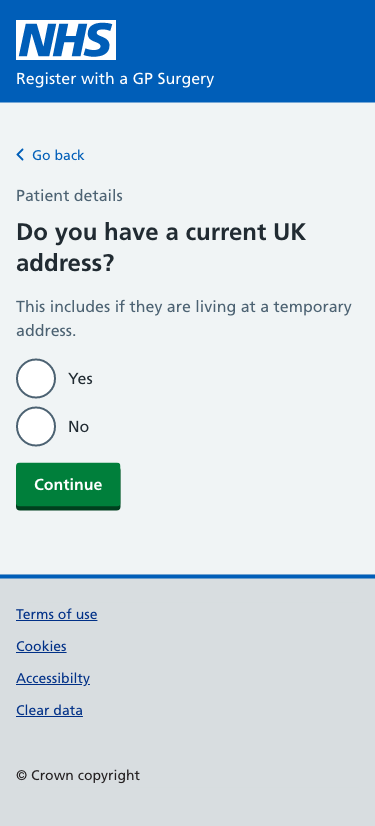 NHS
Register with a GP Surgery
Go back
Patient details
Do you have a current UK
address?
This includes if they are living at a temporary
address.
Yes
No
Continue
Terms of use
Cookies
Accessibilty
Clear data
© Crown copyright